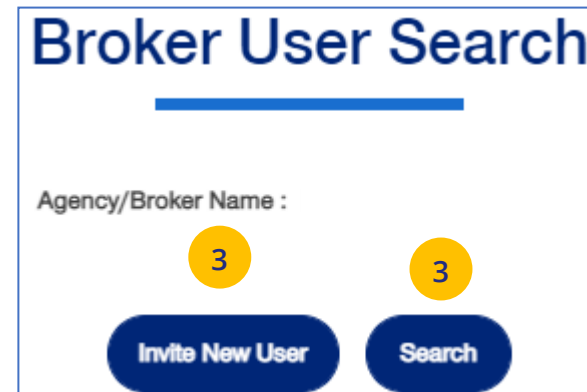 Broker User Search
Agency/Broker Name :
3 3
Invite New User Search